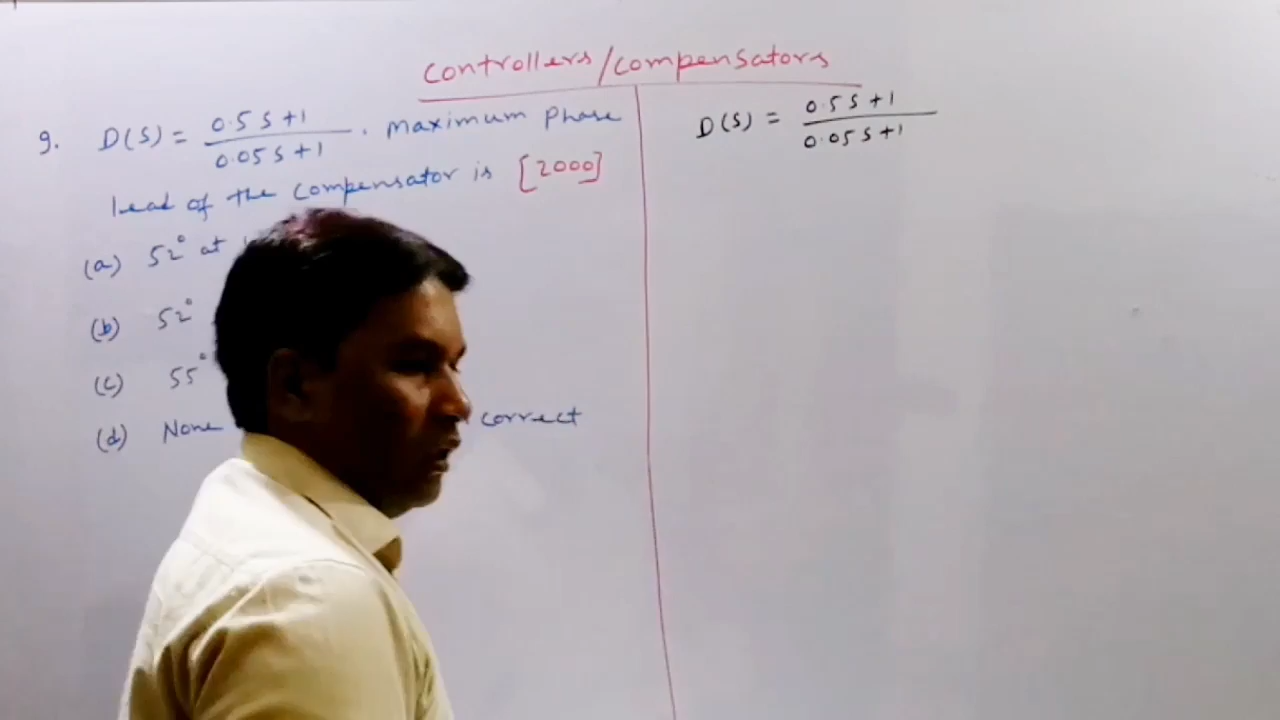 Controllers/compensators
9. D(s) = 0.5s+1 / 0.05s+1 . Maximum phase
lead of the compensator is [2000]
(a) 52° at
(b) 52°
(c) 55°
(d) None correct
D(s) = 0.5s+1 / 0.05s+1